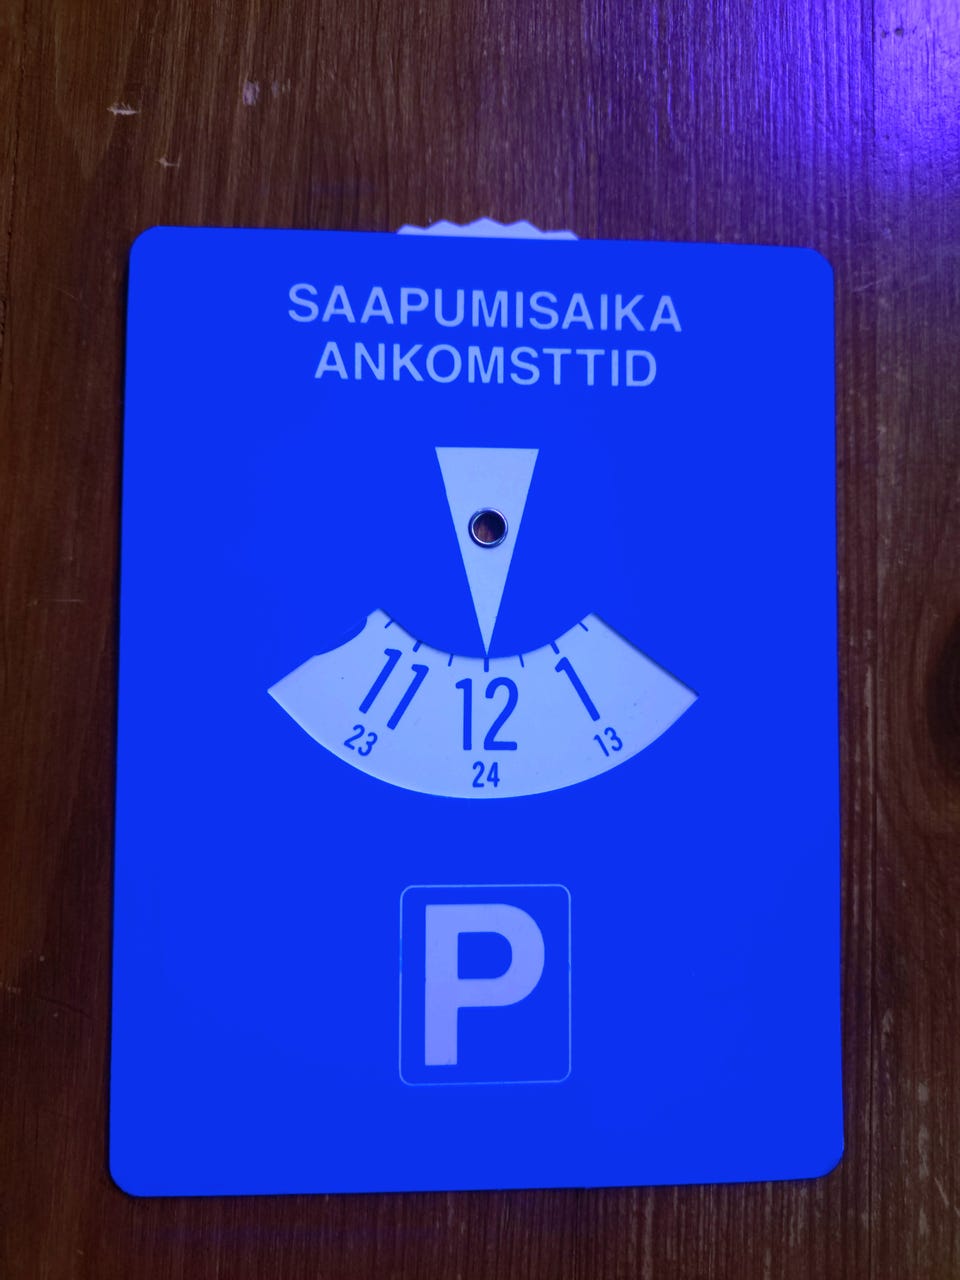 SAAPUMISAIKA
ANKOMSTTID
11 12 1
23 24 13
P